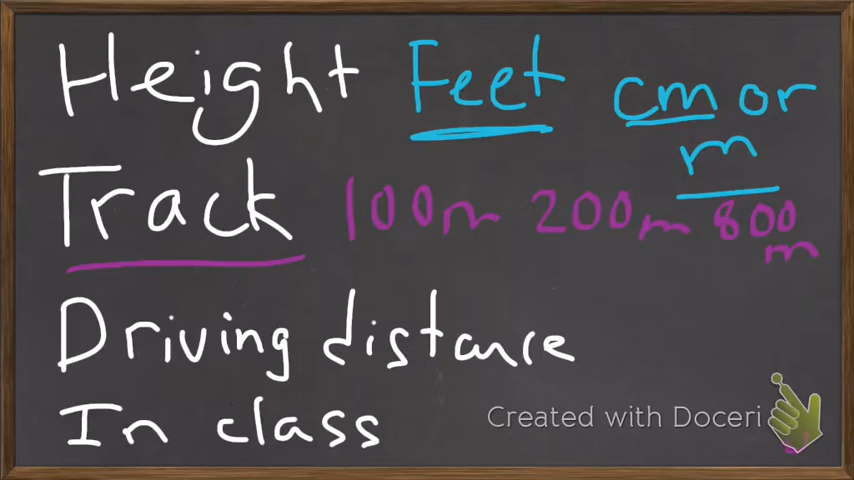 Height Feet cm or
m
Track 100m 200m 800
m
Driving distance
In class
Created with Doceri